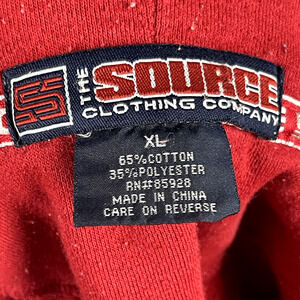 THE SOURCE
CLOTHING COMPANY
XL
65% COTTON
35% POLYESTER
RN#85928
MADE IN CHINA
CARE ON REVERSE